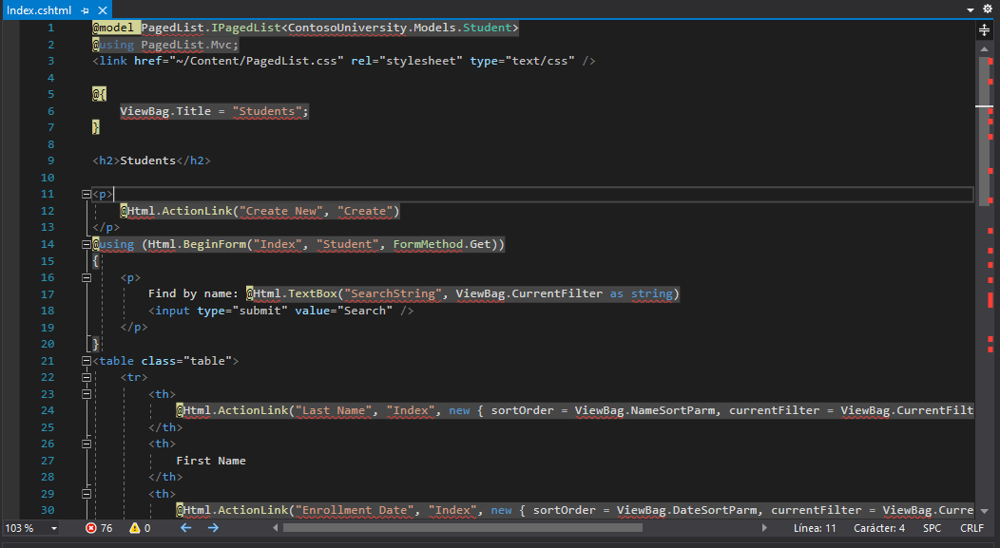 Index.cshtml
1 @model PagedList.IPagedList<ContosoUniversity.Models.Student>
2 @using PagedList.Mvc;
3 <link href="~/Content/PagedList.css" rel="stylesheet" type="text/css" />
4
5 @{
6 ViewBag.Title = "Students";
7 }
8
9 <h2>Students</h2>
10
11 <p>
12 @Html.ActionLink("Create New", "Create")
13 </p>
14 @using (Html.BeginForm("Index", "Student", FormMethod.Get))
15 {
16 <p>
17 Find by name: @Html.TextBox("SearchString", ViewBag.CurrentFilter as string)
18 <input type="submit" value="Search" />
19 </p>
20 }
21 <table class="table">
22 <tr>
23 <th>
24 @Html.ActionLink("Last Name", "Index", new { sortOrder = ViewBag.NameSortParm, currentFilter = ViewBag.CurrentFilt
25 </th>
26 <th>
27 First Name
28 </th>
29 <th>
30 @Html.ActionLink("Enrollment Date", "Index", new { sortOrder = ViewBag.DateSortParm, currentFilter = ViewBag.Curre
103 % 76 0 Línea: 11 Carácter: 4 SPC CRLF